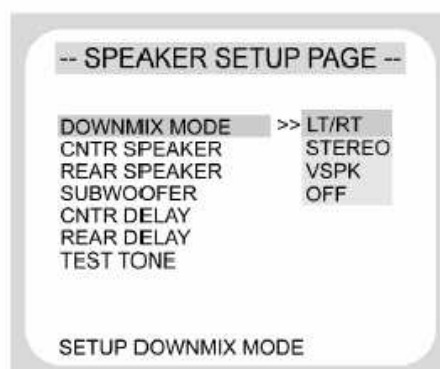 -- SPEAKER SETUP PAGE --
DOWNMIX MODE >> LT/RT
CNTR SPEAKER STEREO
REAR SPEAKER VSPK
SUBWOOFER OFF
CNTR DELAY
REAR DELAY
TEST TONE
SETUP DOWNMIX MODE